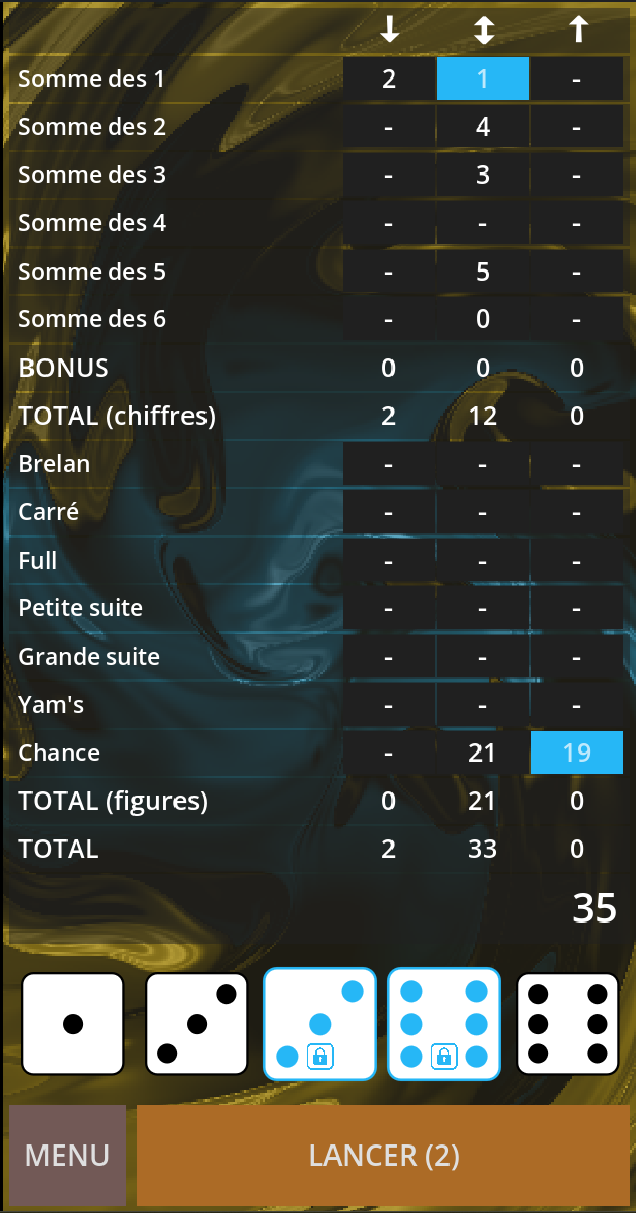 ↓ ↕ ↑
Somme des 1 2 1 -
Somme des 2 - 4 -
Somme des 3 - 3 -
Somme des 4 - - -
Somme des 5 - 5 -
Somme des 6 - 0 -
BONUS 0 0 0
TOTAL (chiffres) 2 12 0
Brelan - - -
Carré - - -
Full - - -
Petite suite - - -
Grande suite - - -
Yam's - - -
Chance - 21 19
TOTAL (figures) 0 21 0
TOTAL 2 33 0
35
MENU LANCER (2)